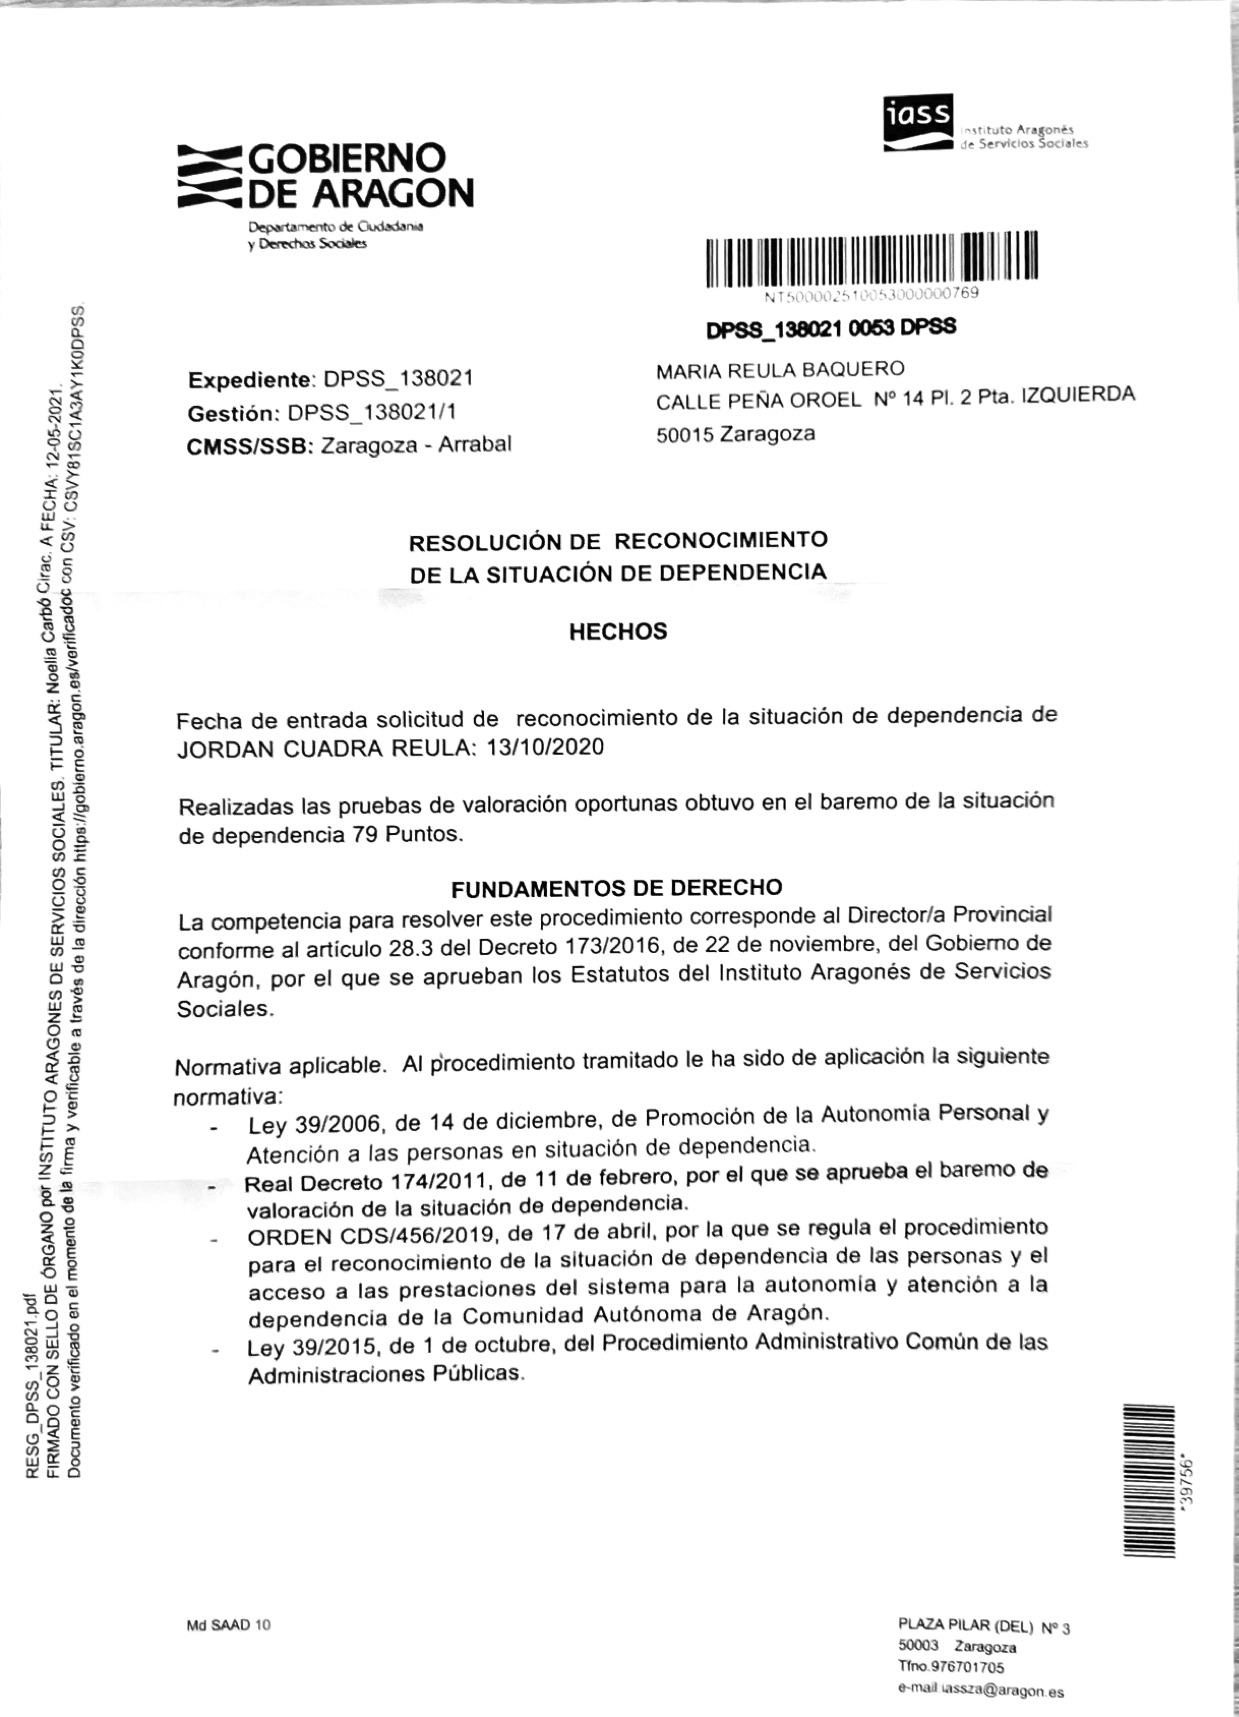 iass
Instituto Aragonés
de Servicios Sociales
GOBIERNO
DE ARAGON
Departamento de Ciudadanía
y Derechos Sociales
NT5000025100530000000769
DPSS_138021 0053 DPSS
Expediente: DPSS_138021
Gestión: DPSS_138021/1
CMSS/SSB: Zaragoza - Arrabal
MARIA REULA BAQUERO
CALLE PEÑA OROEL Nº 14 Pl. 2 Pta. IZQUIERDA
50015 Zaragoza
RESOLUCIÓN DE RECONOCIMIENTO
DE LA SITUACIÓN DE DEPENDENCIA
HECHOS
Fecha de entrada solicitud de reconocimiento de la situación de dependencia de
JORDAN CUADRA REULA: 13/10/2020
Realizadas las pruebas de valoración oportunas obtuvo en el baremo de la situación
de dependencia 79 Puntos.
FUNDAMENTOS DE DERECHO
La competencia para resolver este procedimiento corresponde al Director/a Provincial
conforme al artículo 28.3 del Decreto 173/2016, de 22 de noviembre, del Gobierno de
Aragón, por el que se aprueban los Estatutos del Instituto Aragonés de Servicios
Sociales.
Normativa aplicable. Al procedimiento tramitado le ha sido de aplicación la siguiente
normativa:
- Ley 39/2006, de 14 de diciembre, de Promoción de la Autonomía Personal y
Atención a las personas en situación de dependencia.
- Real Decreto 174/2011, de 11 de febrero, por el que se aprueba el baremo de
valoración de la situación de dependencia.
- ORDEN CDS/456/2019, de 17 de abril, por la que se regula el procedimiento
para el reconocimiento de la situación de dependencia de las personas y el
acceso a las prestaciones del sistema para la autonomía y atención a la
dependencia de la Comunidad Autónoma de Aragón.
- Ley 39/2015, de 1 de octubre, del Procedimiento Administrativo Común de las
Administraciones Públicas.
RESG_DPSS_138021.pdf
FIRMADO CON SELLO DE ÓRGANO por INSTITUTO ARAGONES DE SERVICIOS SOCIALES. TITULAR: Noelia Carbó Cirac. A FECHA: 12-05-2021.
Documento verificado en el momento de la firma y verificable a través de la dirección https://gobierno.aragon.es/verificadoc con CSV: CSVY81SC1A3AY1K0DPSS.
*39756*
Md SAAD 10
PLAZA PILAR (DEL) Nº 3
50003 Zaragoza
Tfno.976701705
e-mail iassza@aragon.es